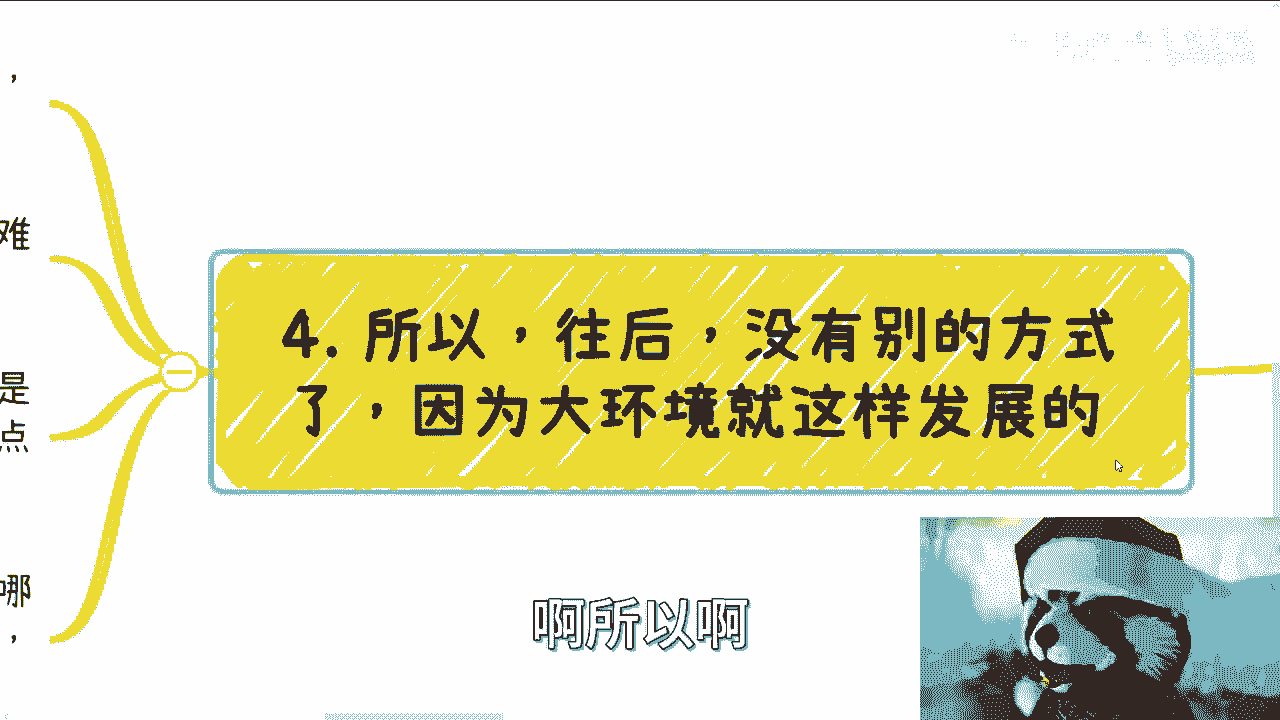 ，
难
是
点
哪
，
4. 所以，往后，没有别的方式
了，因为大环境就这样发展的
啊所以啊